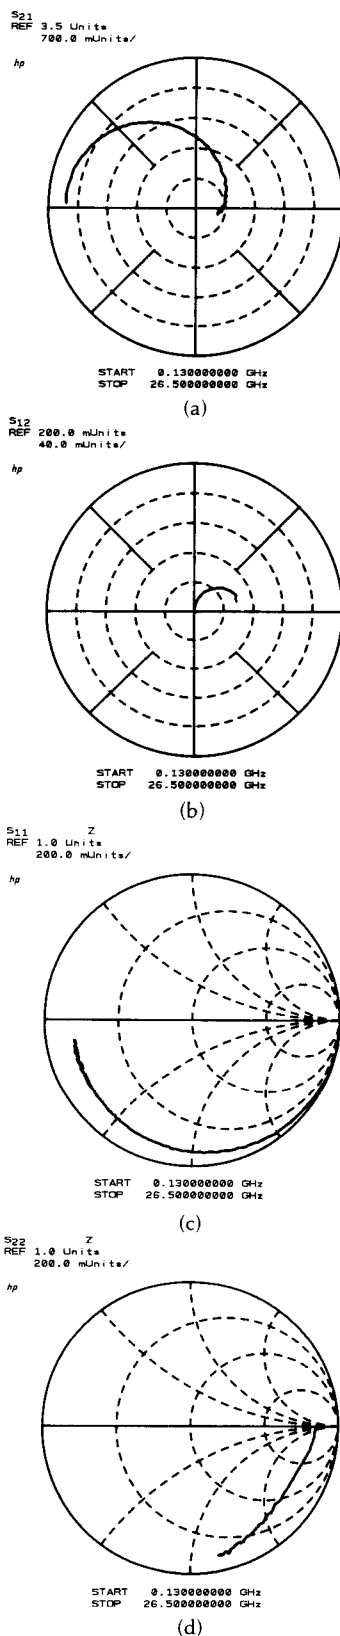 S21
REF 3.5 Units
700.0 mUnits/
hp
START 0.130000000 GHz
STOP 26.500000000 GHz
(a)
S12
REF 200.0 mUnits
40.0 mUnits/
hp
START 0.130000000 GHz
STOP 26.500000000 GHz
(b)
S11 Z
REF 1.0 Units
200.0 mUnits/
hp
START 0.130000000 GHz
STOP 26.500000000 GHz
(c)
S22 Z
REF 1.0 Units
200.0 mUnits/
hp
START 0.130000000 GHz
STOP 26.500000000 GHz
(d)